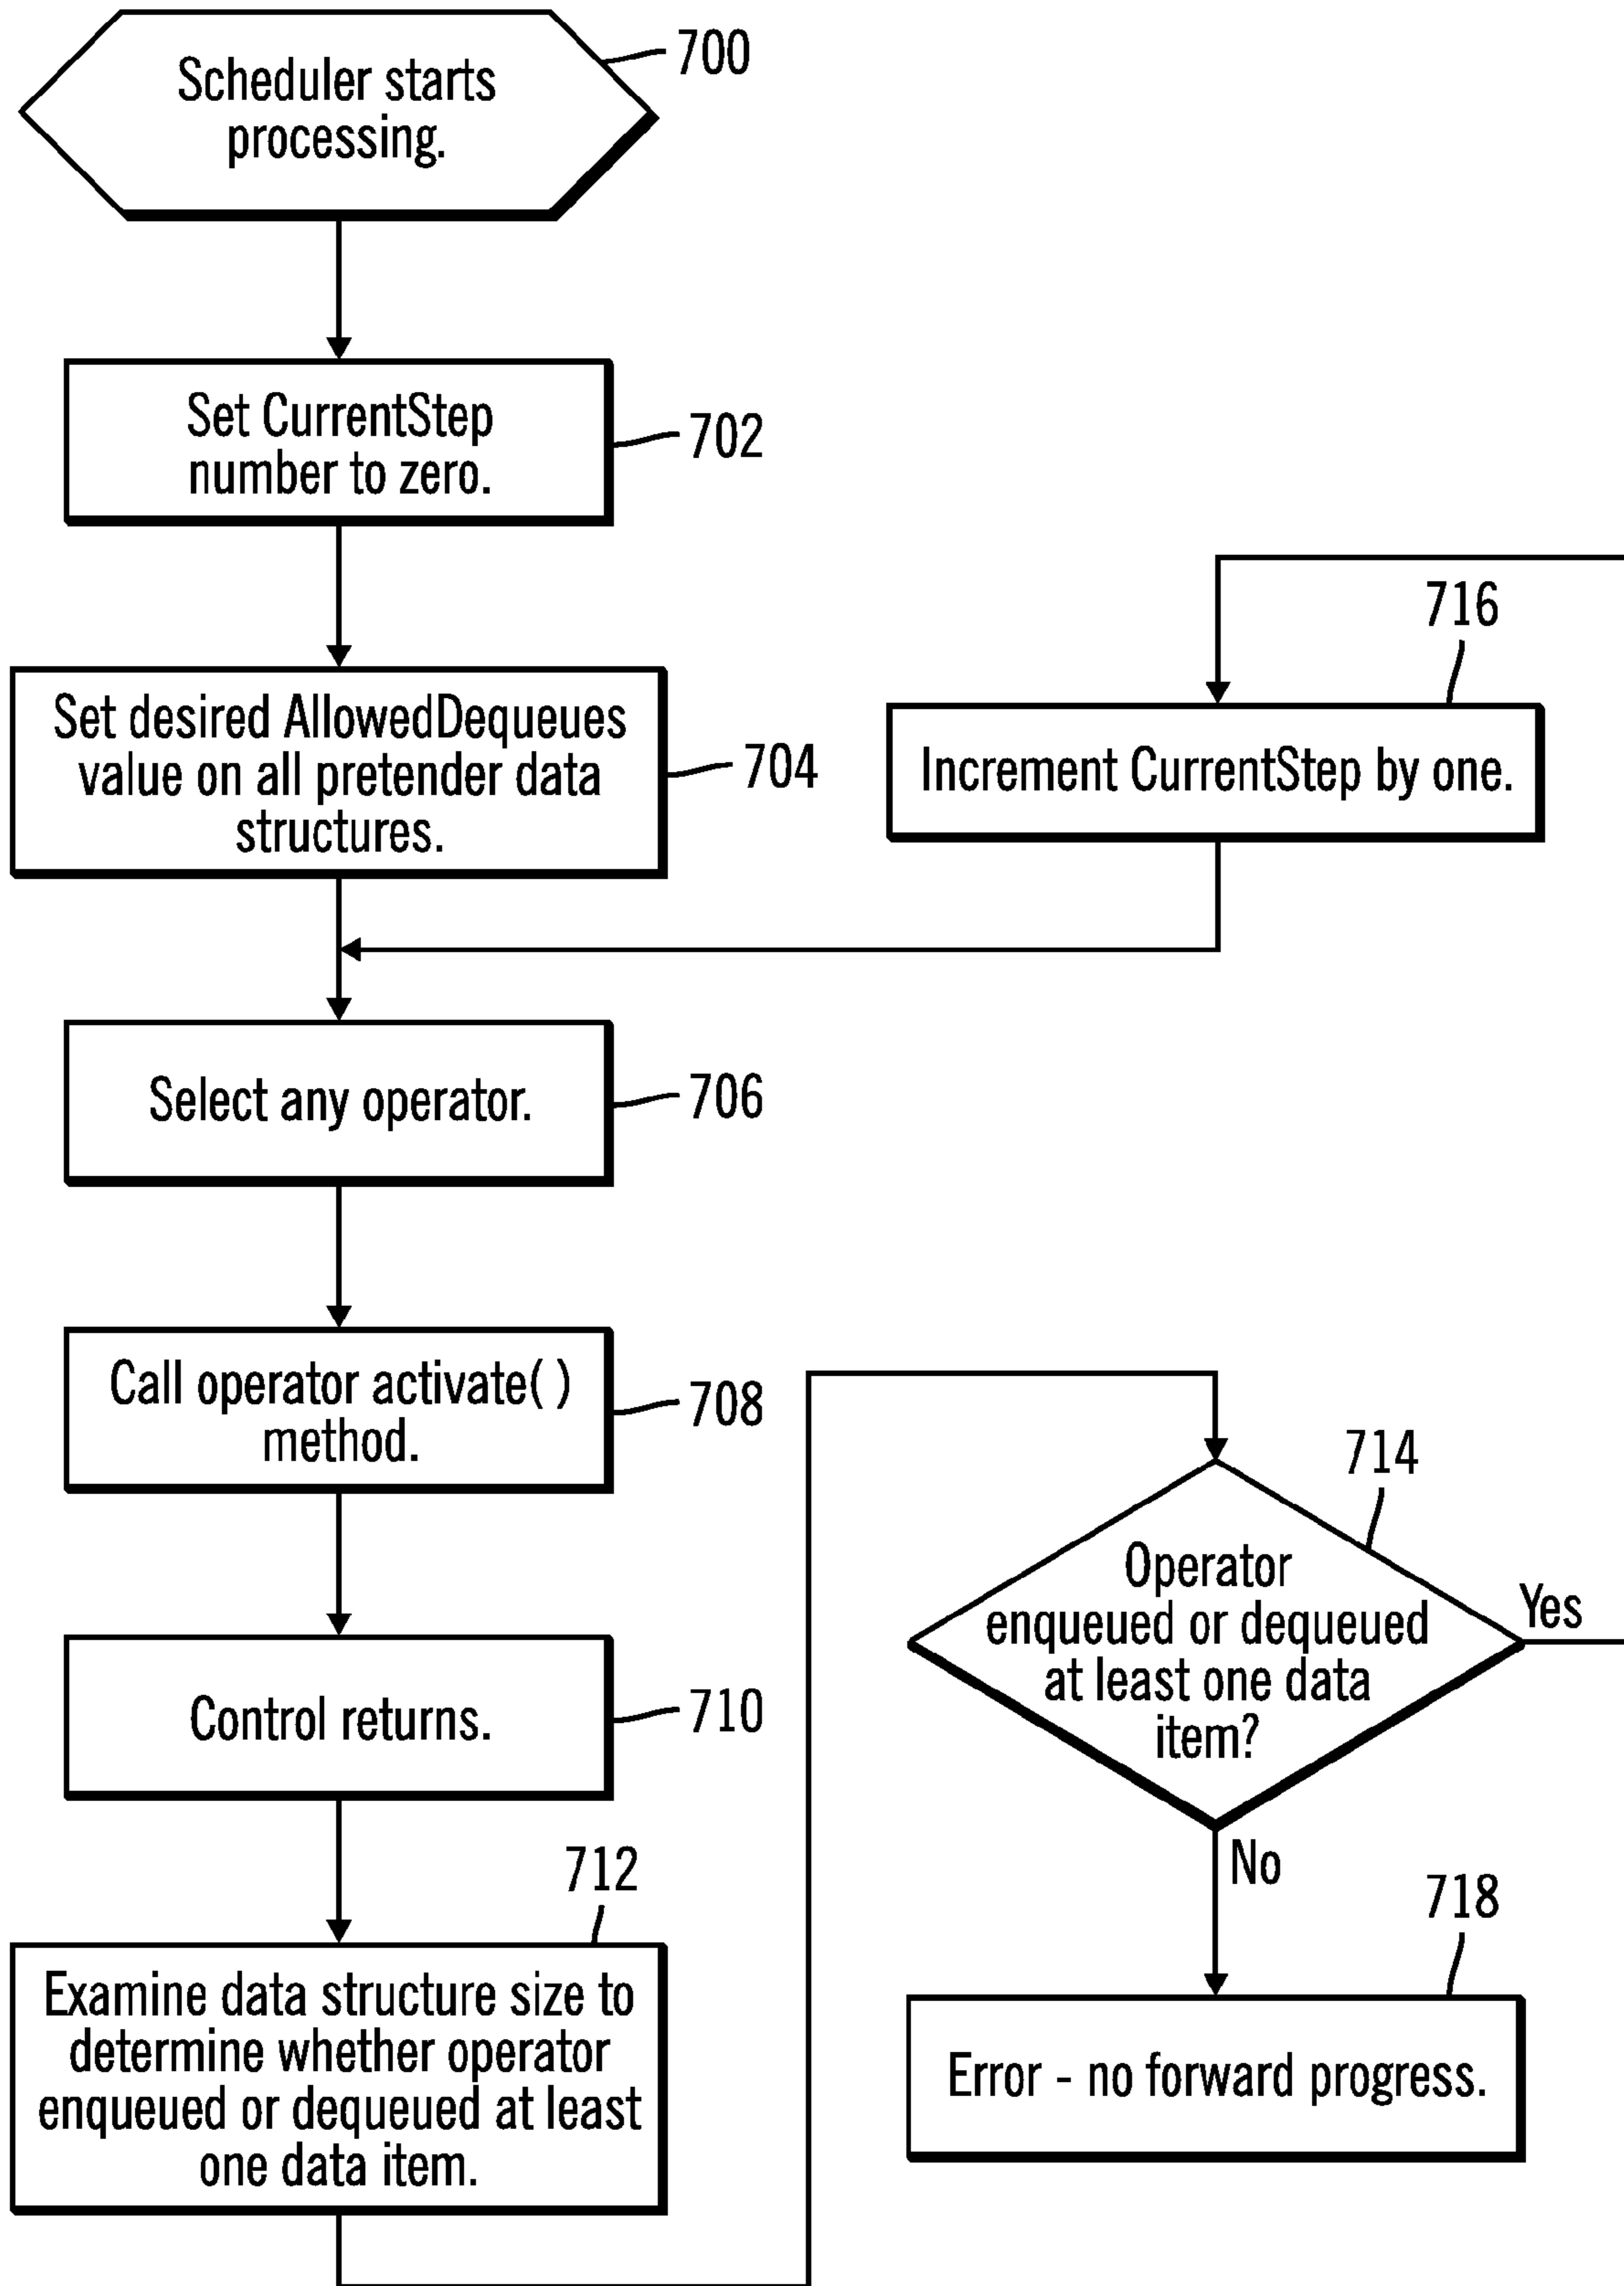 Scheduler starts
processing.
700
Set CurrentStep
number to zero.
702
Set desired AllowedDequeues
value on all pretender data
structures.
704
716
Increment CurrentStep by one.
Select any operator.
706
Call operator activate( )
method.
708
Control returns.
710
712
Examine data structure size to
determine whether operator
enqueued or dequeued at least
one data item.
714
Operator
enqueued or dequeued
at least one data
item?
Yes
No
718
Error - no forward progress.